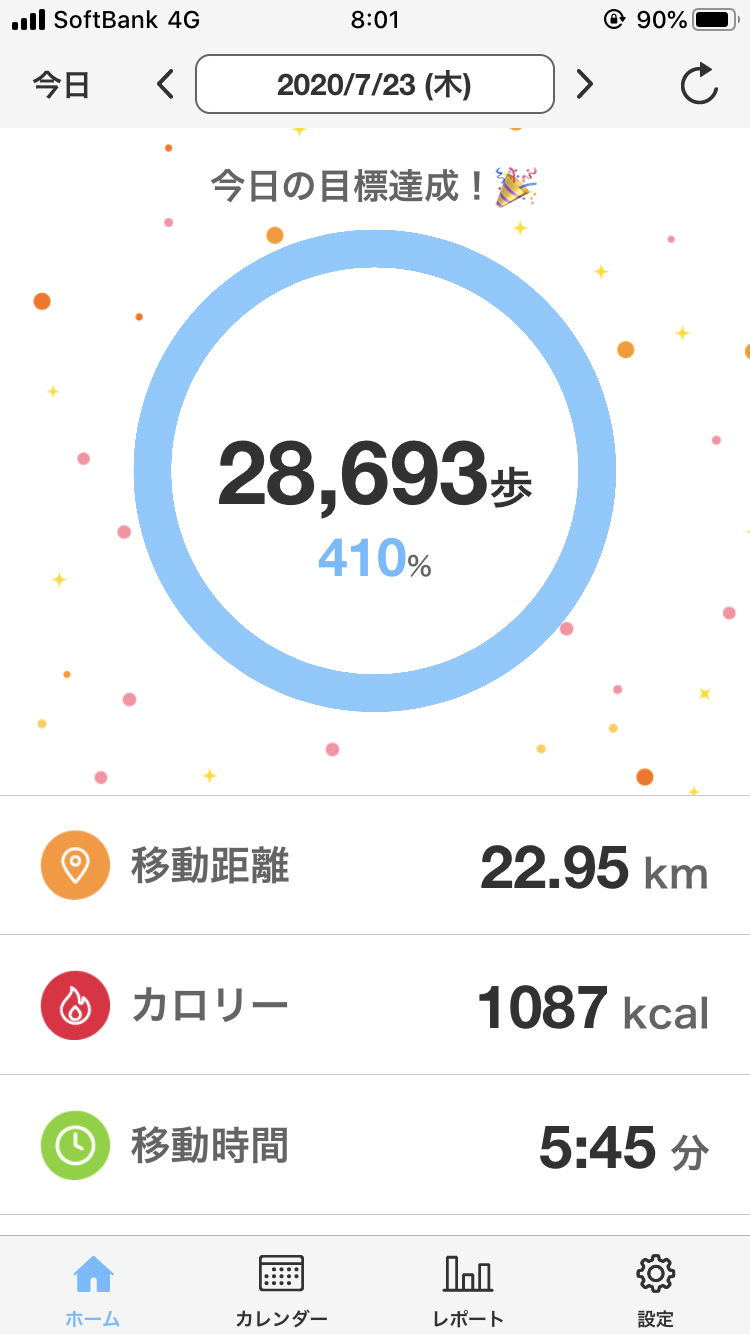 SoftBank 4G 8:01 90%
今日 2020/7/23 (木)
今日の目標達成！🎉
28,693歩
410%
移動距離 22.95 km
カロリー 1087 kcal
移動時間 5:45 分
ホーム カレンダー レポート 設定